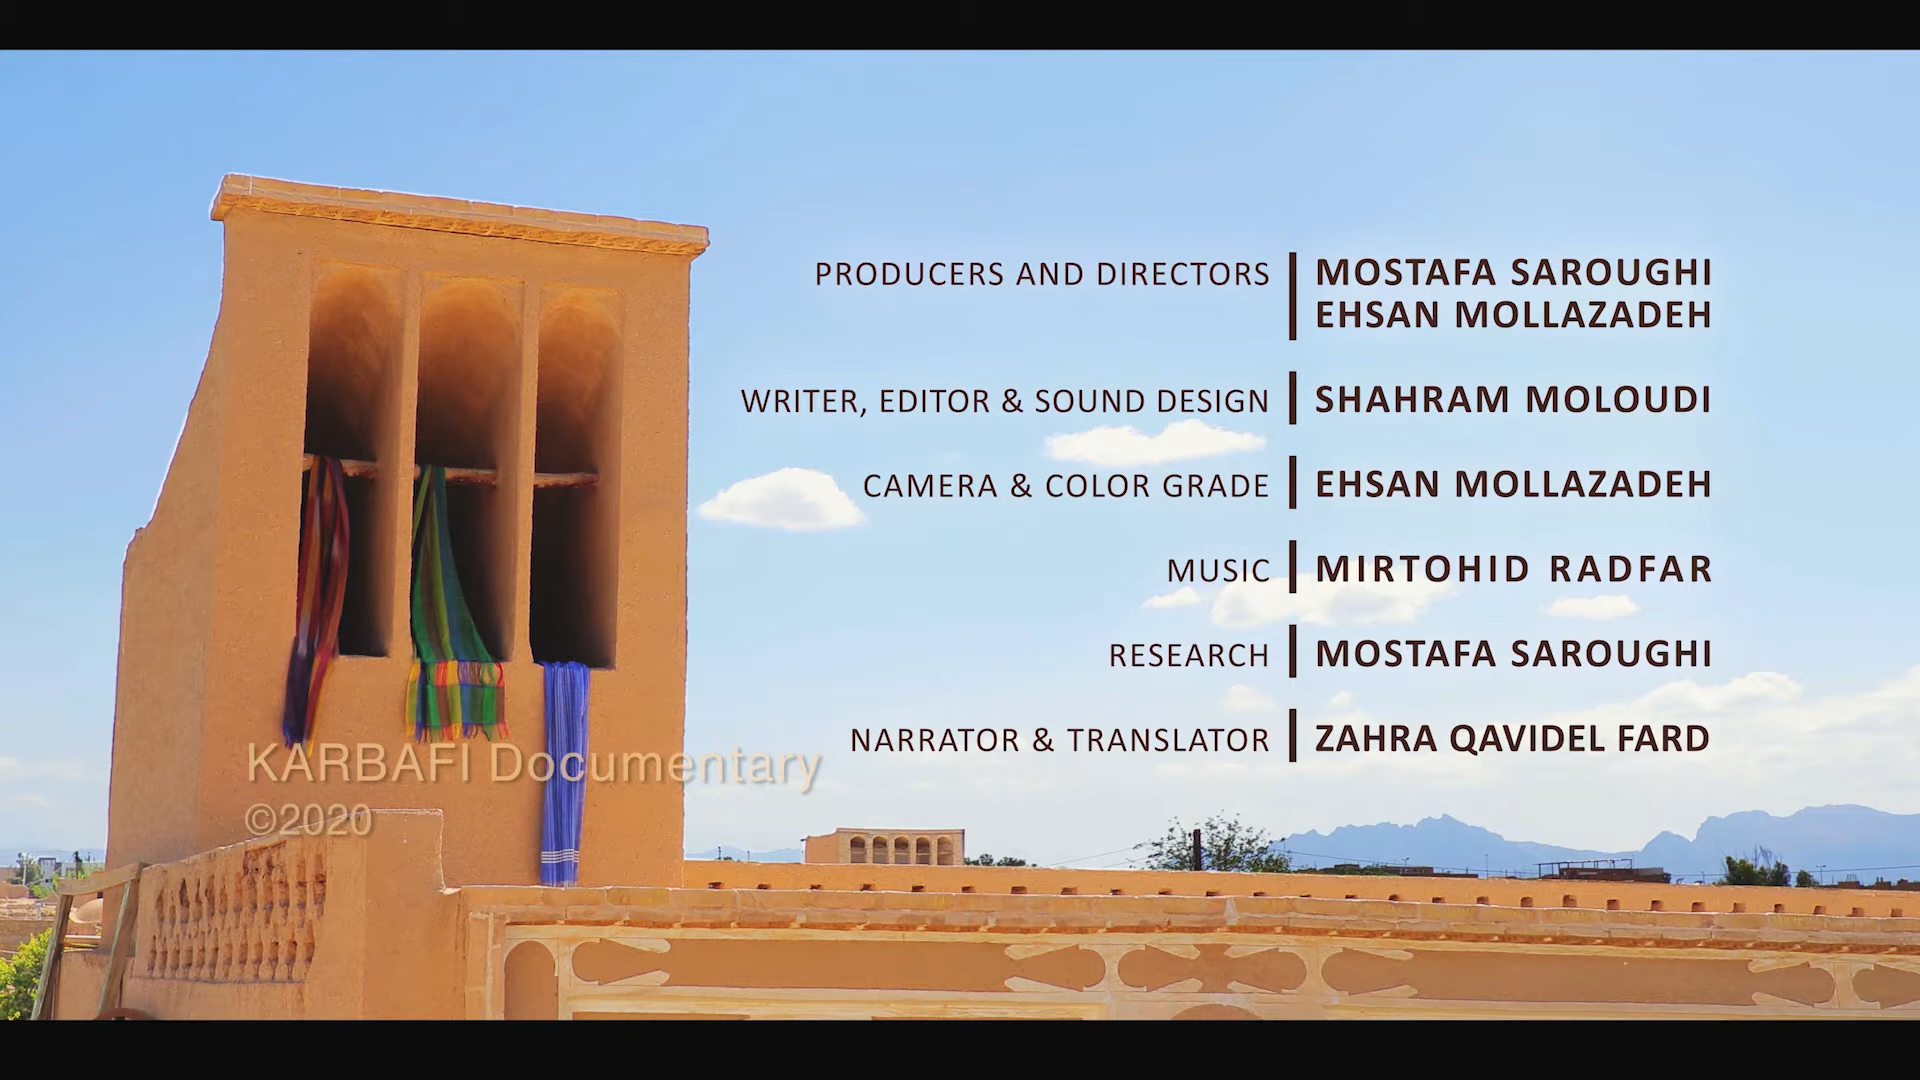 PRODUCERS AND DIRECTORS MOSTAFA SAROUGHI
EHSAN MOLLAZADEH
WRITER, EDITOR & SOUND DESIGN SHAHRAM MOLOUDI
CAMERA & COLOR GRADE EHSAN MOLLAZADEH
MUSIC MIRTOHID RADFAR
RESEARCH MOSTAFA SAROUGHI
NARRATOR & TRANSLATOR ZAHRA QAVIDEL FARD
KARBAFI Documentary
©2020